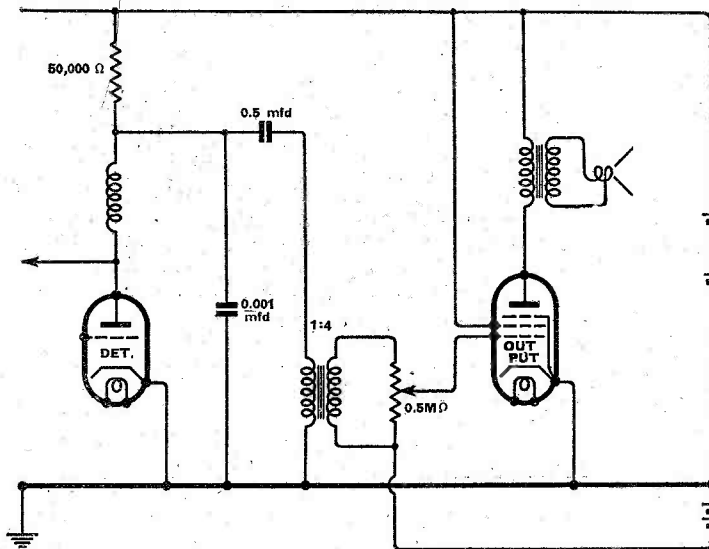 50,000 Ω
0.5 mfd
0.001
mfd
1:4
DET.
OUT
PUT
0.5MΩ